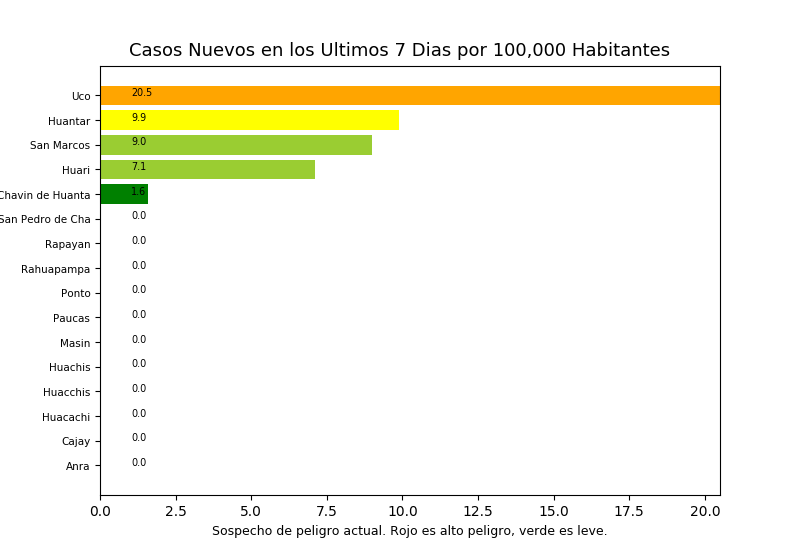 Casos Nuevos en los Ultimos 7 Dias por 100,000 Habitantes
Uco 20.5
Huantar 9.9
San Marcos 9.0
Huari 7.1
Chavin de Huanta 1.6
San Pedro de Cha 0.0
Rapayan 0.0
Rahuapampa 0.0
Ponto 0.0
Paucas 0.0
Masin 0.0
Huachis 0.0
Huacchis 0.0
Huacachi 0.0
Cajay 0.0
Anra 0.0
0.0 2.5 5.0 7.5 10.0 12.5 15.0 17.5 20.0
Sospecho de peligro actual. Rojo es alto peligro, verde es leve.